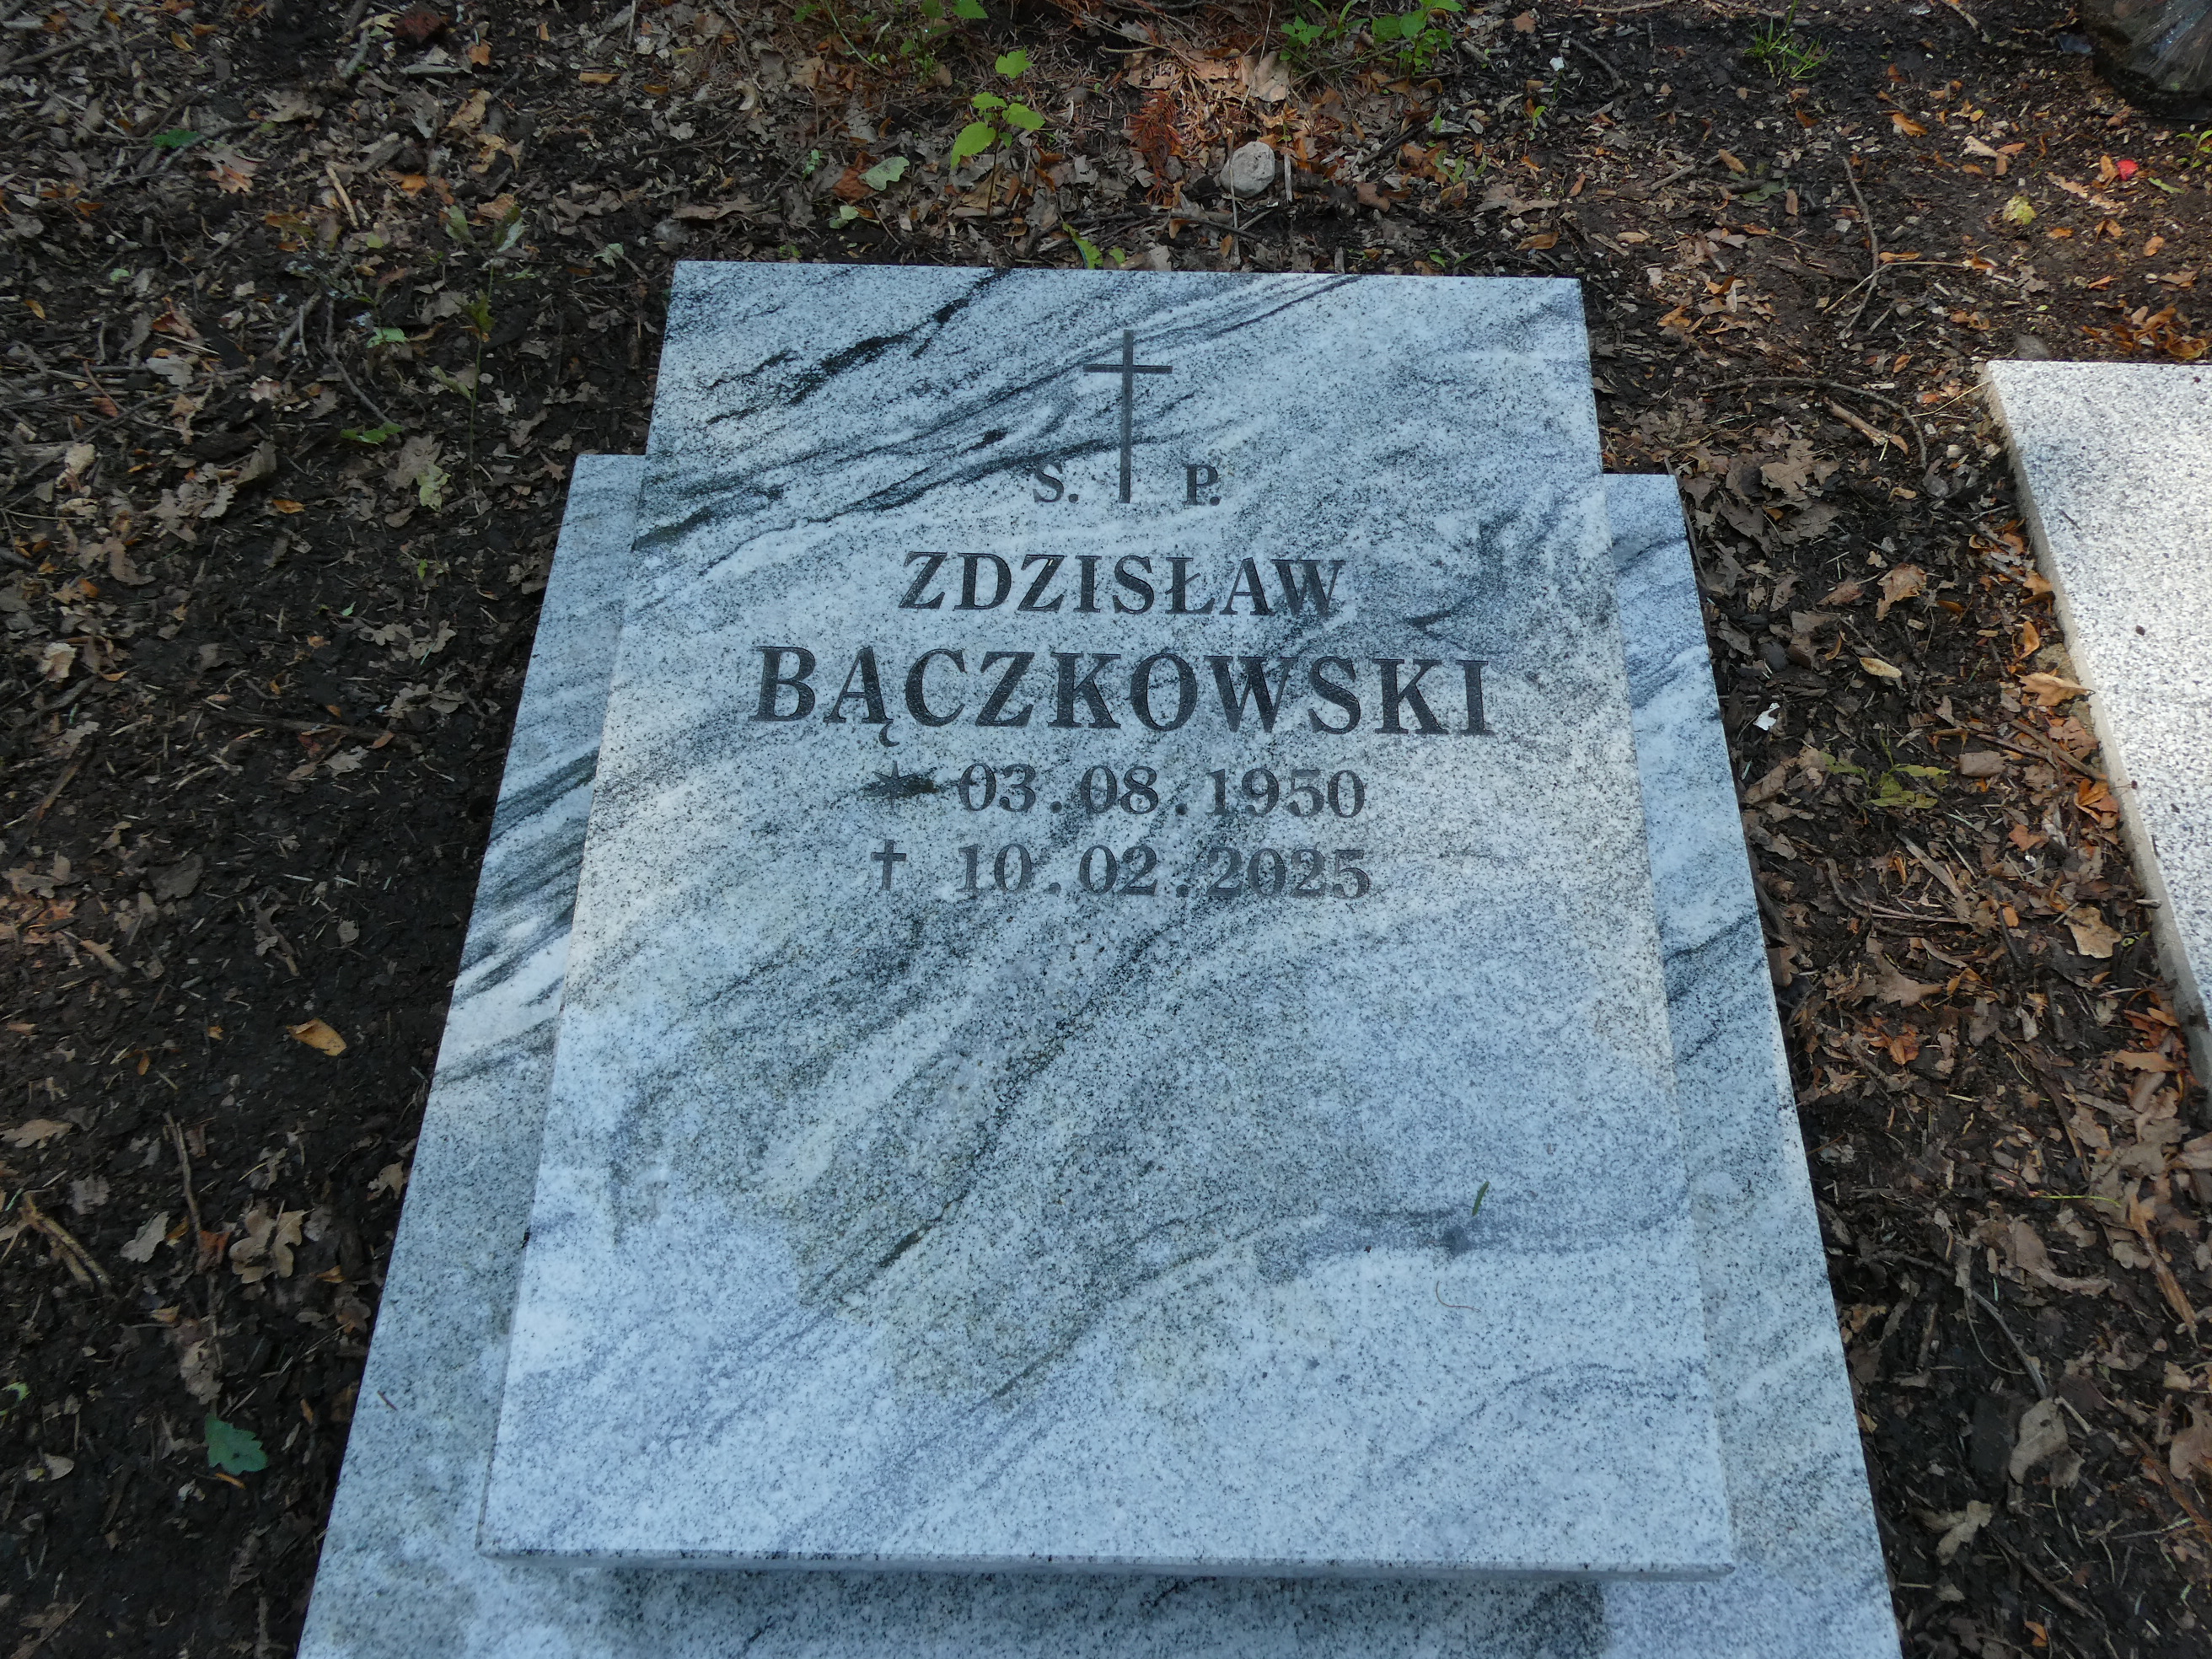 S. P.
ZDZISŁAW
BĄCZKOWSKI
* 03.08.1950
† 10.02.2025